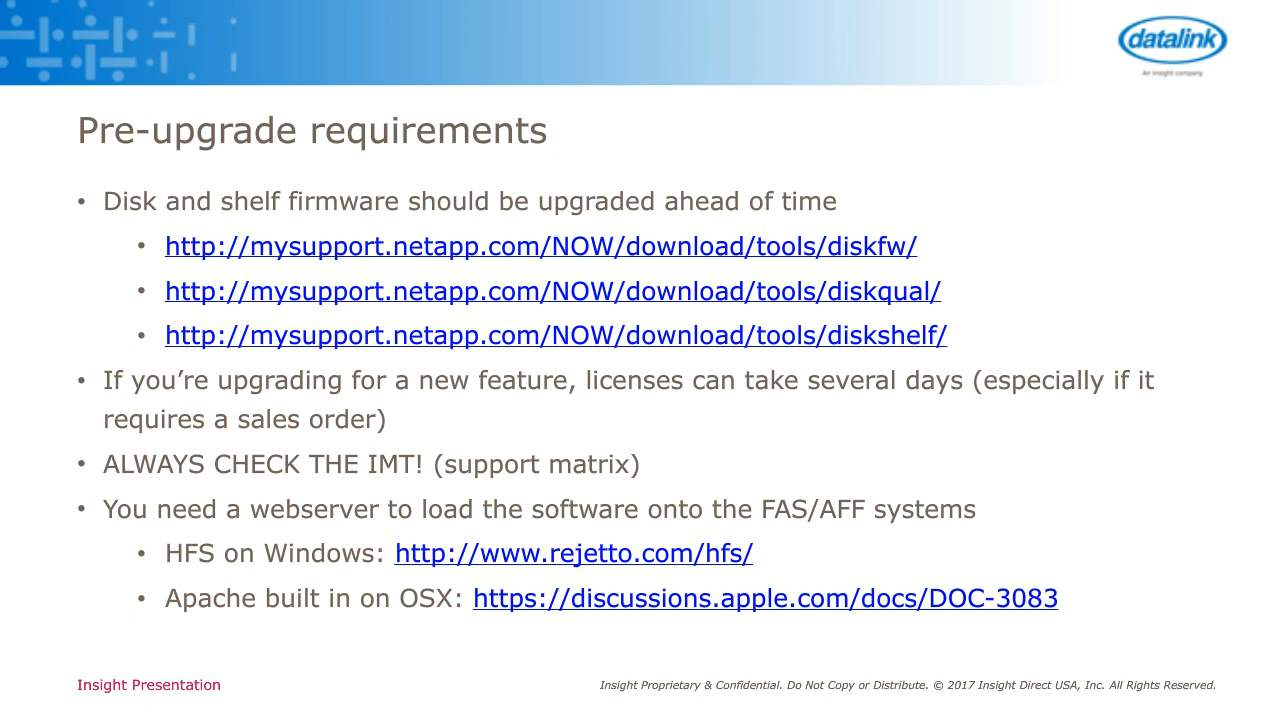 datalink
An Insight company
Pre-upgrade requirements
• Disk and shelf firmware should be upgraded ahead of time
• http://mysupport.netapp.com/NOW/download/tools/diskfw/
• http://mysupport.netapp.com/NOW/download/tools/diskqual/
• http://mysupport.netapp.com/NOW/download/tools/diskshelf/
• If you’re upgrading for a new feature, licenses can take several days (especially if it
requires a sales order)
• ALWAYS CHECK THE IMT! (support matrix)
• You need a webserver to load the software onto the FAS/AFF systems
• HFS on Windows: http://www.rejetto.com/hfs/
• Apache built in on OSX: https://discussions.apple.com/docs/DOC-3083
Insight Presentation
Insight Proprietary & Confidential. Do Not Copy or Distribute. © 2017 Insight Direct USA, Inc. All Rights Reserved.